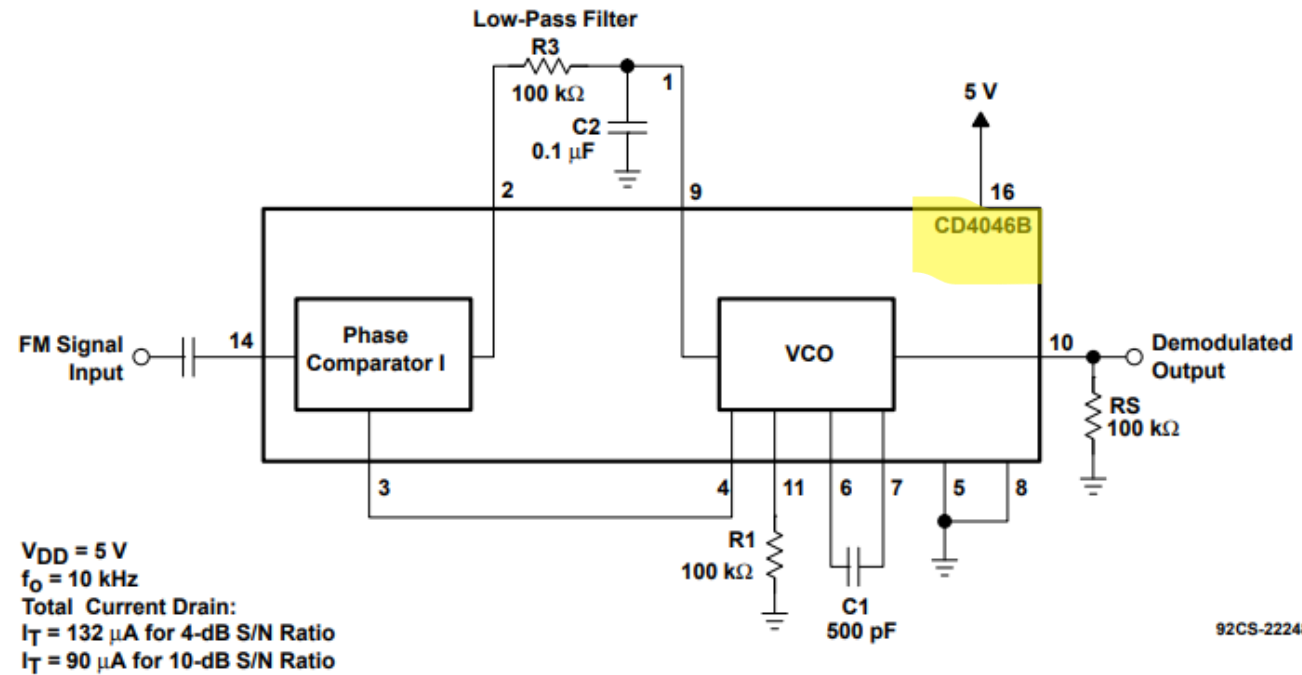 Low-Pass Filter
R3
100 kΩ
1
C2
0.1 μF
5 V
2
9
16
CD4046B
FM Signal
Input
14
Phase
Comparator I
VCO
10
Demodulated
Output
RS
100 kΩ
3
4
11
6
7
5
8
R1
100 kΩ
C1
500 pF
VDD = 5 V
fo = 10 kHz
Total Current Drain:
IT = 132 μA for 4-dB S/N Ratio
IT = 90 μA for 10-dB S/N Ratio